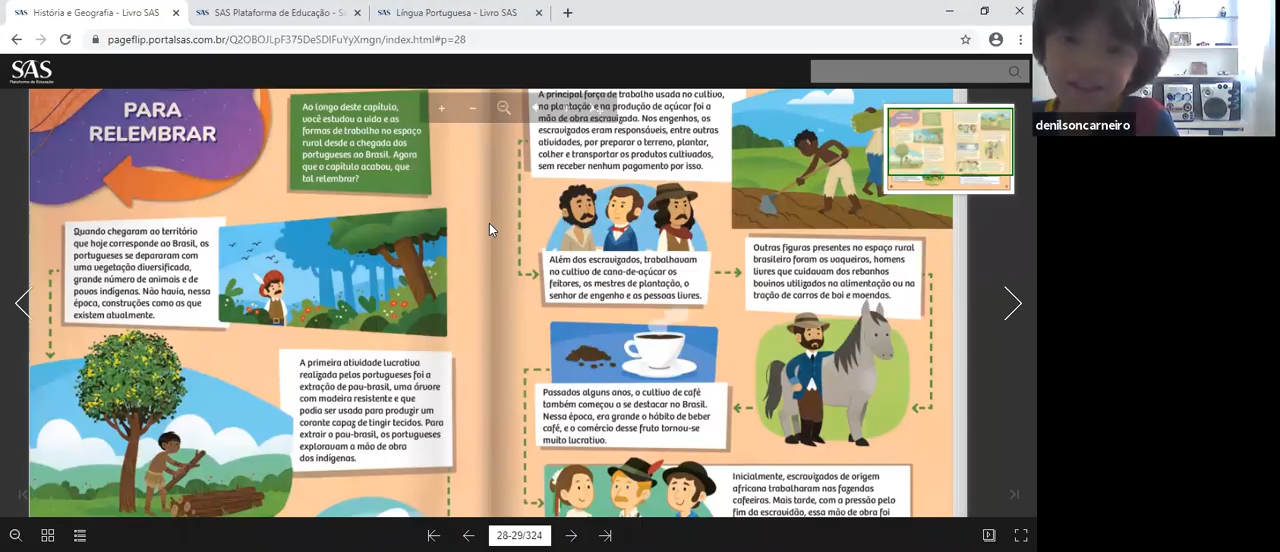 História e Geografia - Livro SAS
SAS Plataforma de Educação - S
Língua Portuguesa - Livro SAS
pageflip.portalsas.com.br/Q2OBOJLpF375DeSDIFuYyXmgn/index.html#p=28
SAS
Plataforma de Educação
denilsoncarneiro
PARA
RELEMBRAR
Ao longo deste capítulo,
você estudou a vida e as
formas de trabalho no espaço
rural desde a chegada dos
portugueses ao Brasil. Agora
que o capítulo acabou, que
tal relembrar?
Quando chegaram ao território
que hoje corresponde ao Brasil, os
portugueses se depararam com
uma vegetação diversificada,
grande número de animais e de
povos indígenas. Não havia, nessa
época, construções como as que
existem atualmente.
A primeira atividade lucrativa
realizada pelos portugueses foi a
extração de pau-brasil, uma árvore
com madeira resistente e que
podia ser usada para produzir um
corante capaz de tingir tecidos. Para
extrair o pau-brasil, os portugueses
exploravam a mão de obra
dos indígenas.
A principal força de trabalho usada no cultivo,
na plantação e na produção de açúcar foi a
mão de obra escravizada. Nos engenhos, os
escravizados eram responsáveis, entre outras
atividades, por preparar o terreno, plantar,
colher e transportar os produtos cultivados,
sem receber nenhum pagamento por isso.
Além dos escravizados, trabalhavam
no cultivo de cana-de-açúcar os
feitores, os mestres de plantação, o
senhor de engenho e as pessoas livres.
Outras figuras presentes no espaço rural
brasileiro foram os vaqueiros, homens
livres que cuidavam dos rebanhos
bovinos utilizados na alimentação ou na
tração de carros de boi e moendas.
Passados alguns anos, o cultivo de café
também começou a se destacar no Brasil.
Nessa época, era grande o hábito de beber
café, e o comércio desse fruto tornou-se
muito lucrativo.
Inicialmente, escravizados de origem
africana trabalharam nas fazendas
cafeeiras. Mais tarde, com a pressão pelo
fim da escravidão, essa mão de obra foi
28-29/324